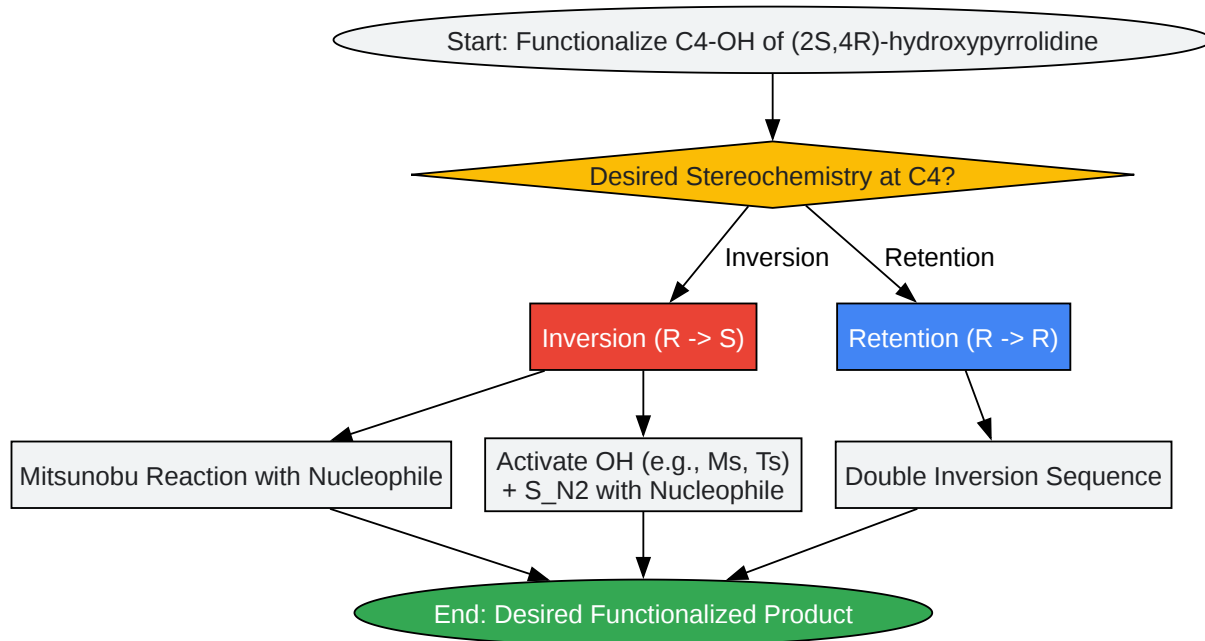 Start: Functionalize C4-OH of (2S,4R)-hydroxypyrrolidine
Desired Stereochemistry at C4?
Inversion
Retention
Inversion (R -> S)
Retention (R -> R)
Mitsunobu Reaction with Nucleophile
Activate OH (e.g., Ms, Ts)
+ S_N2 with Nucleophile
Double Inversion Sequence
End: Desired Functionalized Product